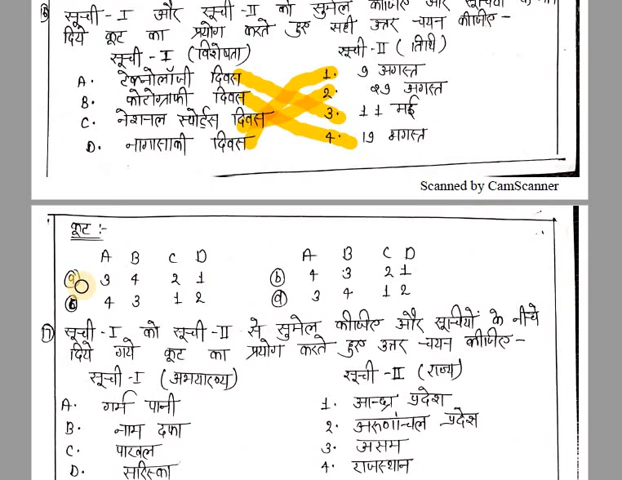 सूची-I और सूची-II को सुमेल कीजिए और सूचियों के
दिये कूट का प्रयोग करते हुए सही उत्तर चयन कीजिए-
सूची-I (विशेषता) सूची-II (तिथि)
A. टेक्नोलॉजी दिवस 1. 9 अगस्त
B. फोटोग्राफी दिवस 2. 29 अगस्त
C. नेशनल स्पोर्ट्स दिवस 3. 11 मई
D. नागासाकी दिवस 4. 19 अगस्त
Scanned by CamScanner
कूट :-
A B C D A B C D
(a) 3 4 2 1 (b) 4 3 2 1
4 3 1 2 (d) 3 4 1 2
सूची-I को सूची-II से सुमेल कीजिए और सूचियों के नीचे
दिये गये कूट का प्रयोग करते हुए उत्तर चयन कीजिए-
सूची-I (अभयारण्य) सूची-II (राज्य)
A. गर्म पानी 1. आन्ध्र प्रदेश
B. नाम दफा 2. अरुणांचल प्रदेश
C. पाखल 3. असम
D. सरिस्का 4. राजस्थान